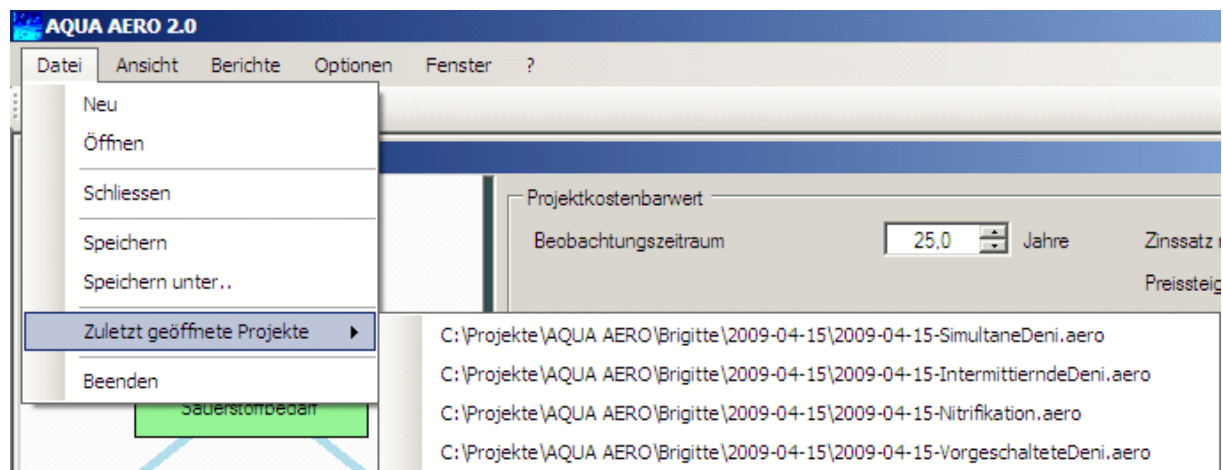 AQUA AERO 2.0
Datei Ansicht Berichte Optionen Fenster ?
Neu
Öffnen
Schliessen
Speichern
Speichern unter..
Zuletzt geöffnete Projekte
Beenden
Projektkostenbarwert
Beobachtungszeitraum 25,0 Jahre Zinssatz
Preissteig
C:\Projekte\AQUA AERO\Brigitte\2009-04-15\2009-04-15-SimultaneDeni.aero
C:\Projekte\AQUA AERO\Brigitte\2009-04-15\2009-04-15-IntermittierndeDeni.aero
C:\Projekte\AQUA AERO\Brigitte\2009-04-15\2009-04-15-Nitrifikation.aero
C:\Projekte\AQUA AERO\Brigitte\2009-04-15\2009-04-15-VorgeschalteteDeni.aero
Sauerstoffbedarf